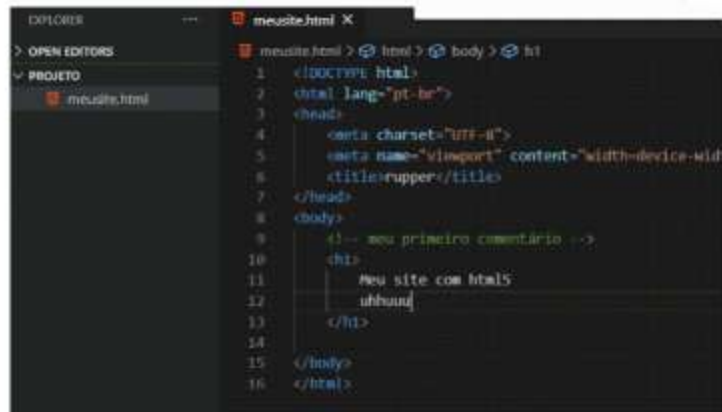 EXPLORER ... meusite.html X
> OPEN EDITORS
meusite.html > html > body > h1
PROJETO
meusite.html
1 <!DOCTYPE html>
2 <html lang="pt-br">
3 <head>
4 <meta charset="UTF-8">
5 <meta name="viewport" content="width=device-wid
6 <title>rupper</title>
7 </head>
8 <body>
9 <!-- meu primeiro comentário -->
10 <h1>
11 Meu site com html5
12 uhhuuu
13 </h1>
14
15 </body>
16 </html>